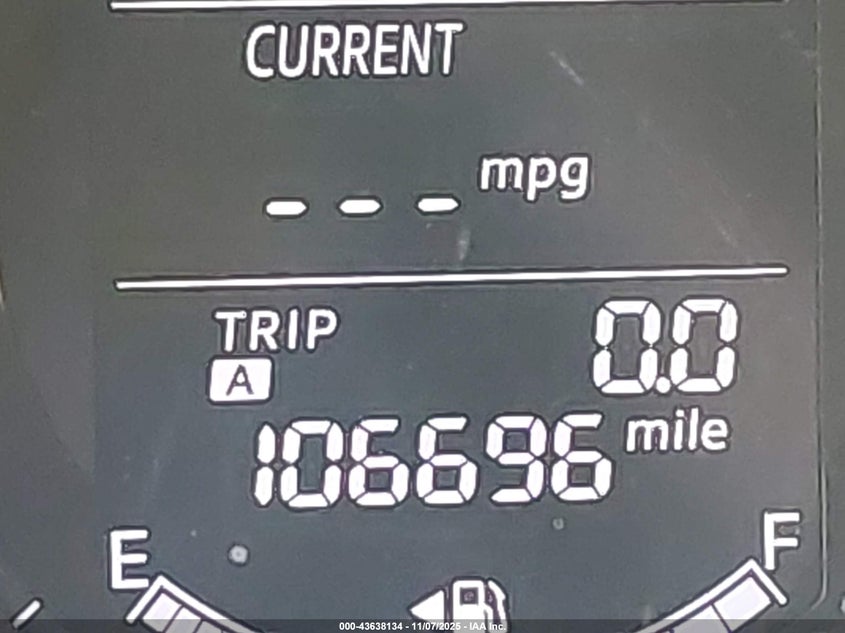 CURRENT
--- mpg
TRIP A 0.0
106696 mile
E F
000-43638134 - 11/07/2025 - IAA Inc.